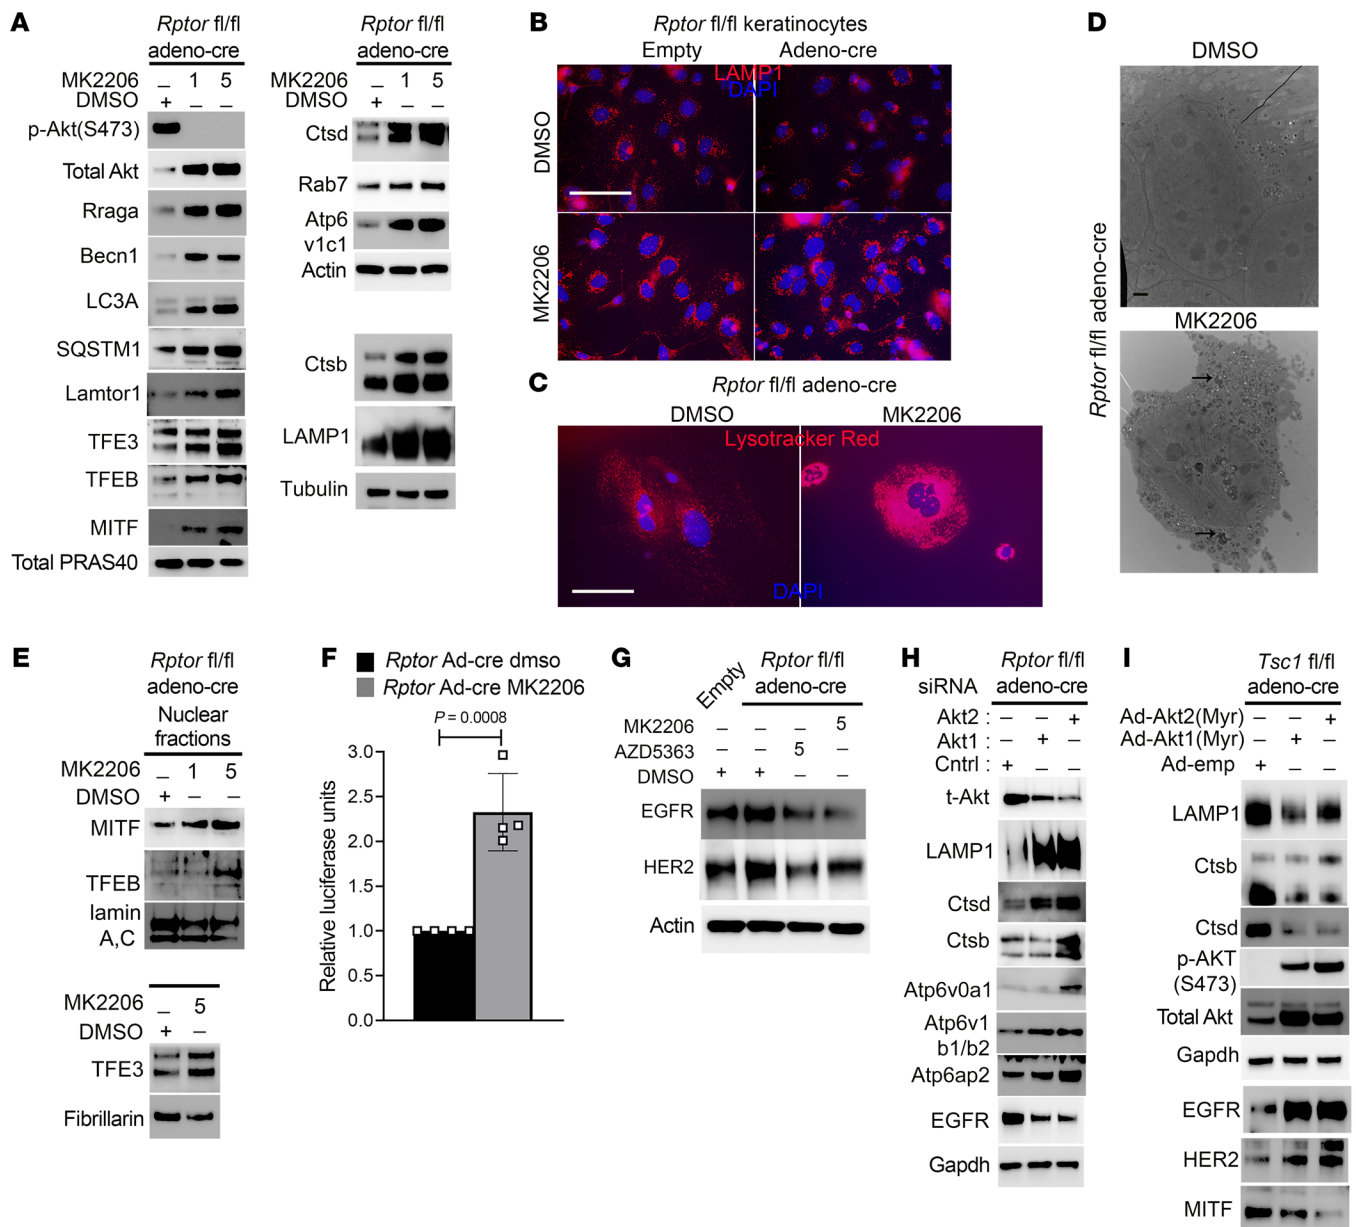 A
Rptor fl/fl
adeno-cre
MK2206 – 1 5
DMSO + – –
p-Akt(S473)
Total Akt
Rraga
Becn1
LC3A
SQSTM1
Lamtor1
TFE3
TFEB
MITF
Total PRAS40
Rptor fl/fl
adeno-cre
MK2206 – 1 5
DMSO + – –
Ctsd
Rab7
Atp6
v1c1
Actin
Ctsb
LAMP1
Tubulin
B
Rptor fl/fl keratinocytes
Empty Adeno-cre
LAMP1
DAPI
DMSO
MK2206
C
Rptor fl/fl adeno-cre
DMSO MK2206
Lysotracker Red
DAPI
D
DMSO
Rptor fl/fl adeno-cre
MK2206
E
Rptor fl/fl
adeno-cre
Nuclear
fractions
MK2206 – 1 5
DMSO + – –
MITF
TFEB
lamin
A,C
MK2206 – 5
DMSO + –
TFE3
Fibrillarin
F
Rptor Ad-cre dmso
Rptor Ad-cre MK2206
P = 0.0008
Relative luciferase units
3.0
2.5
2.0
1.5
1.0
0.5
0.0
G
Empty
Rptor fl/fl
adeno-cre
MK2206 – – – 5
AZD5363 – – 5 –
DMSO + + – –
EGFR
HER2
Actin
H
Rptor fl/fl
siRNA adeno-cre
Akt2 : – – +
Akt1 : – + –
Cntrl : + – –
t-Akt
LAMP1
Ctsd
Ctsb
Atp6v0a1
Atp6v1
b1/b2
Atp6ap2
EGFR
Gapdh
I
Tsc1 fl/fl
adeno-cre
Ad-Akt2(Myr) – – +
Ad-Akt1(Myr) – + –
Ad-emp + – –
LAMP1
Ctsb
Ctsd
p-AKT
(S473)
Total Akt
Gapdh
EGFR
HER2
MITF